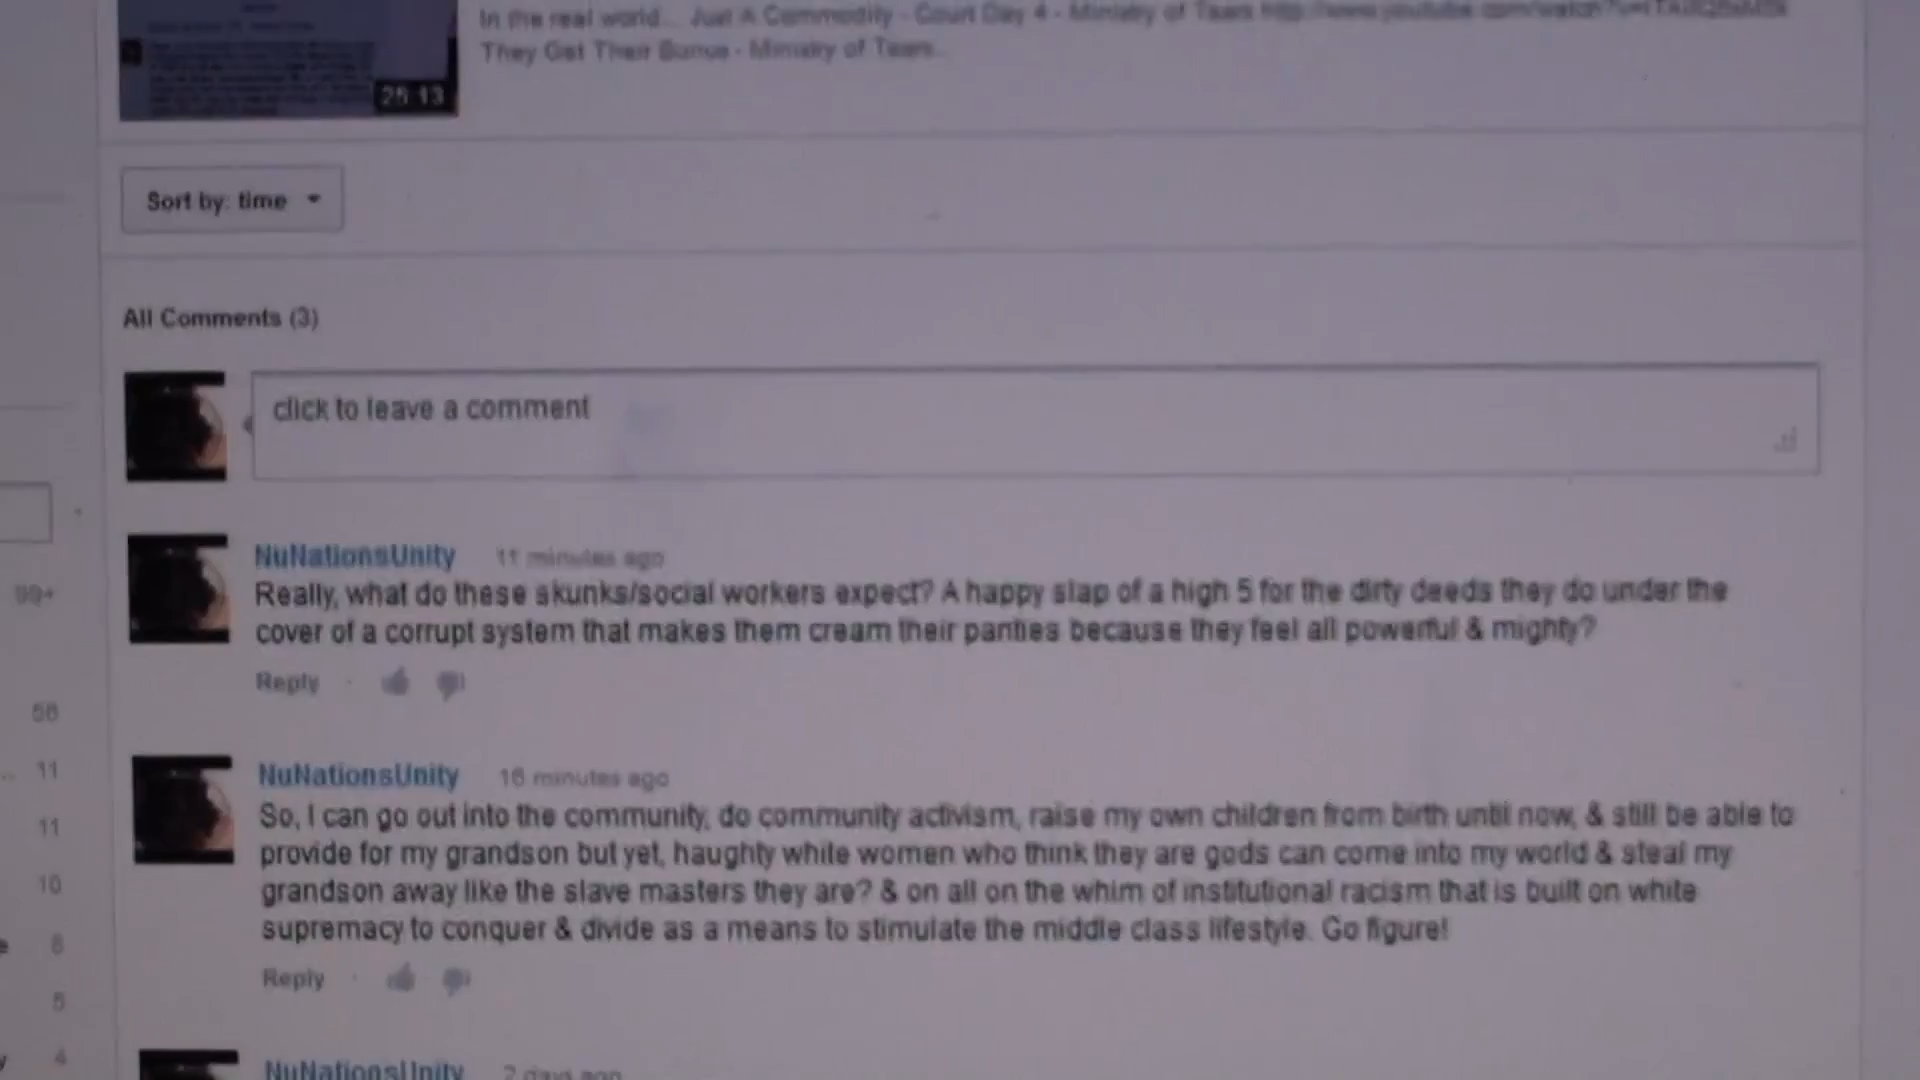 In the real world... Just A Commodity - Court Day 4 - Ministry of Tears
They Get Their Bonus - Ministry of Tears...
25:13
Sort by: time
All Comments (3)
click to leave a comment
NuNationsUnity 11 minutes ago
Really, what do these skunks/social workers expect? A happy slap of a high 5 for the dirty deeds they do under the
cover of a corrupt system that makes them cream their panties because they feel all powerful & mighty?
Reply
99+
56
NuNationsUnity 16 minutes ago
11
So, I can go out into the community, do community activism, raise my own children from birth until now, & still be able to
11
provide for my grandson but yet, haughty white women who think they are gods can come into my world & steal my
10
grandson away like the slave masters they are? & on all on the whim of institutional racism that is built on white
6
supremacy to conquer & divide as a means to stimulate the middle class lifestyle. Go figure!
Reply
5
4
NuNationsUnity 2 days ago